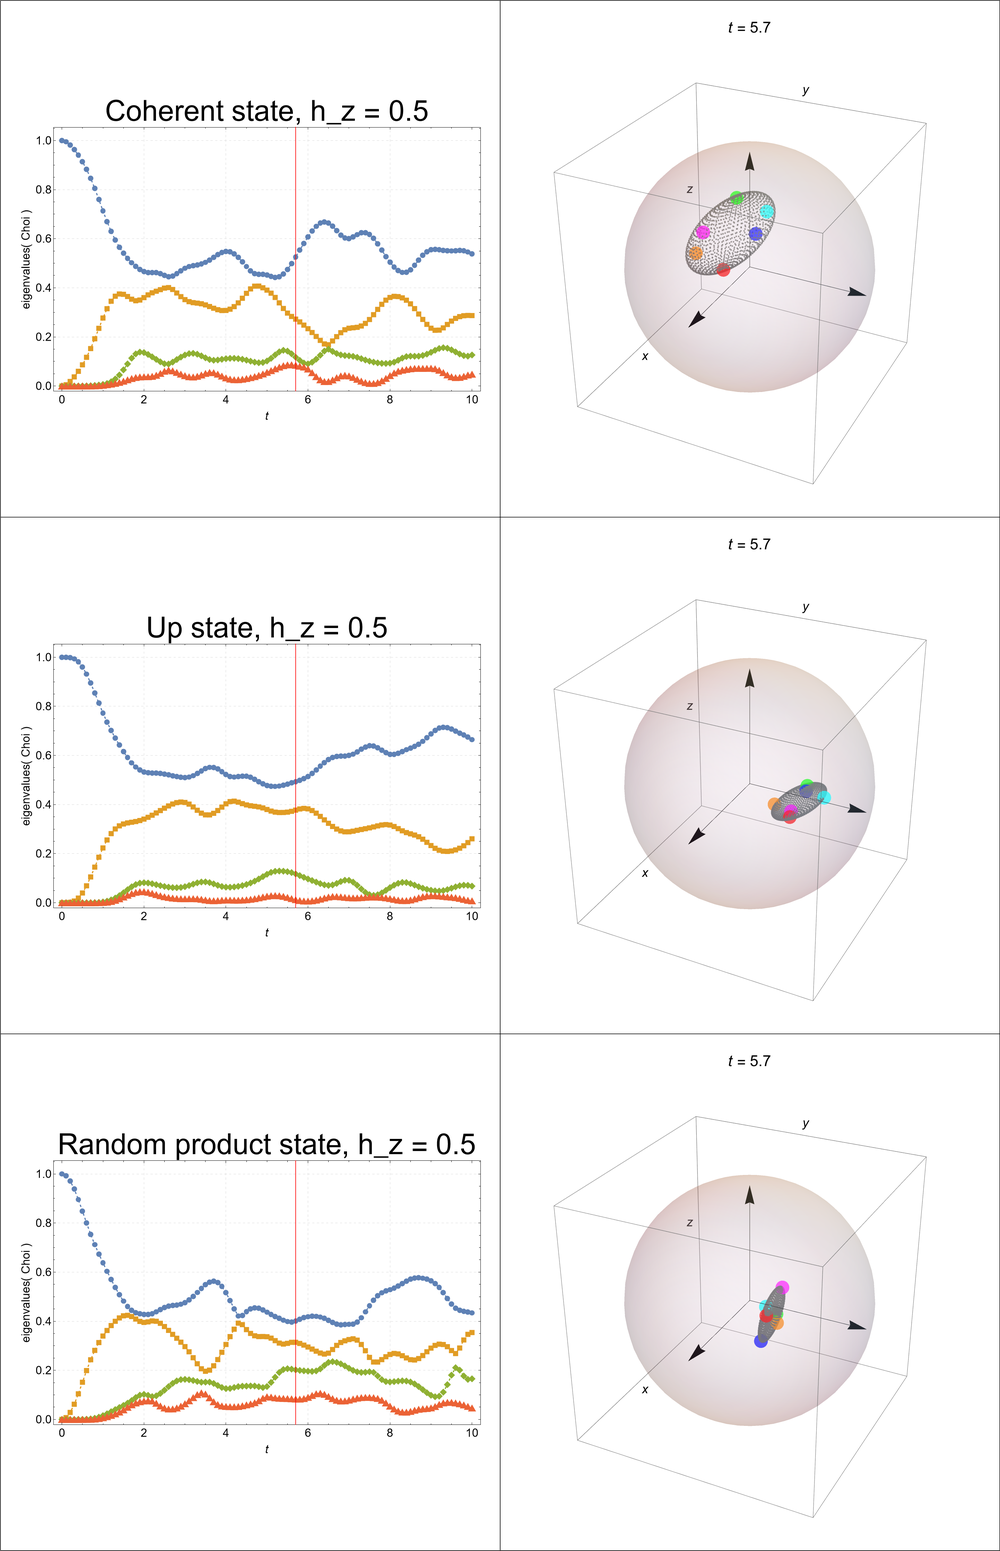 Coherent state, h_z = 0.5
eigenvalues( Choi )
1.0
0.8
0.6
0.4
0.2
0.0
0 2 4 6 8 10
t
t = 5.7
y
z
x
Up state, h_z = 0.5
eigenvalues( Choi )
1.0
0.8
0.6
0.4
0.2
0.0
0 2 4 6 8 10
t
t = 5.7
y
z
x
Random product state, h_z = 0.5
eigenvalues( Choi )
1.0
0.8
0.6
0.4
0.2
0.0
0 2 4 6 8 10
t
t = 5.7
y
z
x